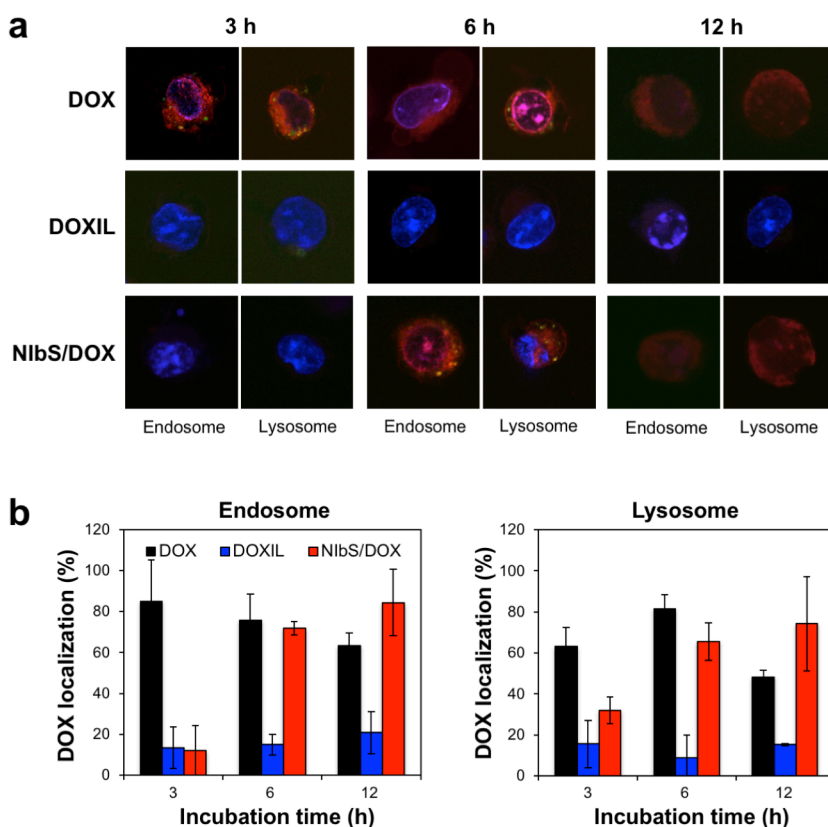 a
3 h 6 h 12 h
DOX
DOXIL
NIbS/DOX
Endosome Lysosome Endosome Lysosome Endosome Lysosome
b
Endosome
120
100
80
60
40
20
0
DOX localization (%)
DOX DOXIL NIbS/DOX
3 6 12
Incubation time (h)
Lysosome
120
100
80
60
40
20
0
DOX localization (%)
3 6 12
Incubation time (h)